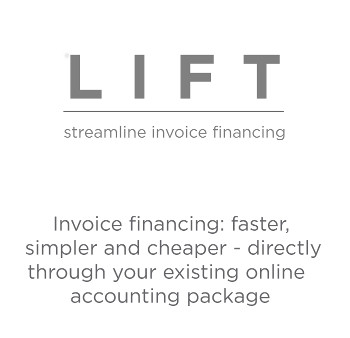 LIFT
streamline invoice financing
Invoice financing: faster,
simpler and cheaper - directly
through your existing online
accounting package